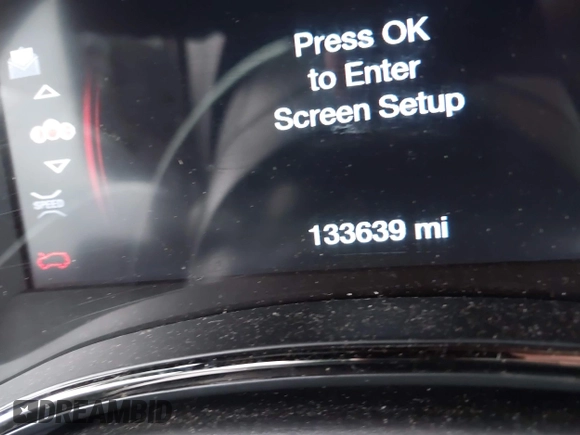 Press OK
to Enter
Screen Setup
SPEED
133639 mi
DREAMBID